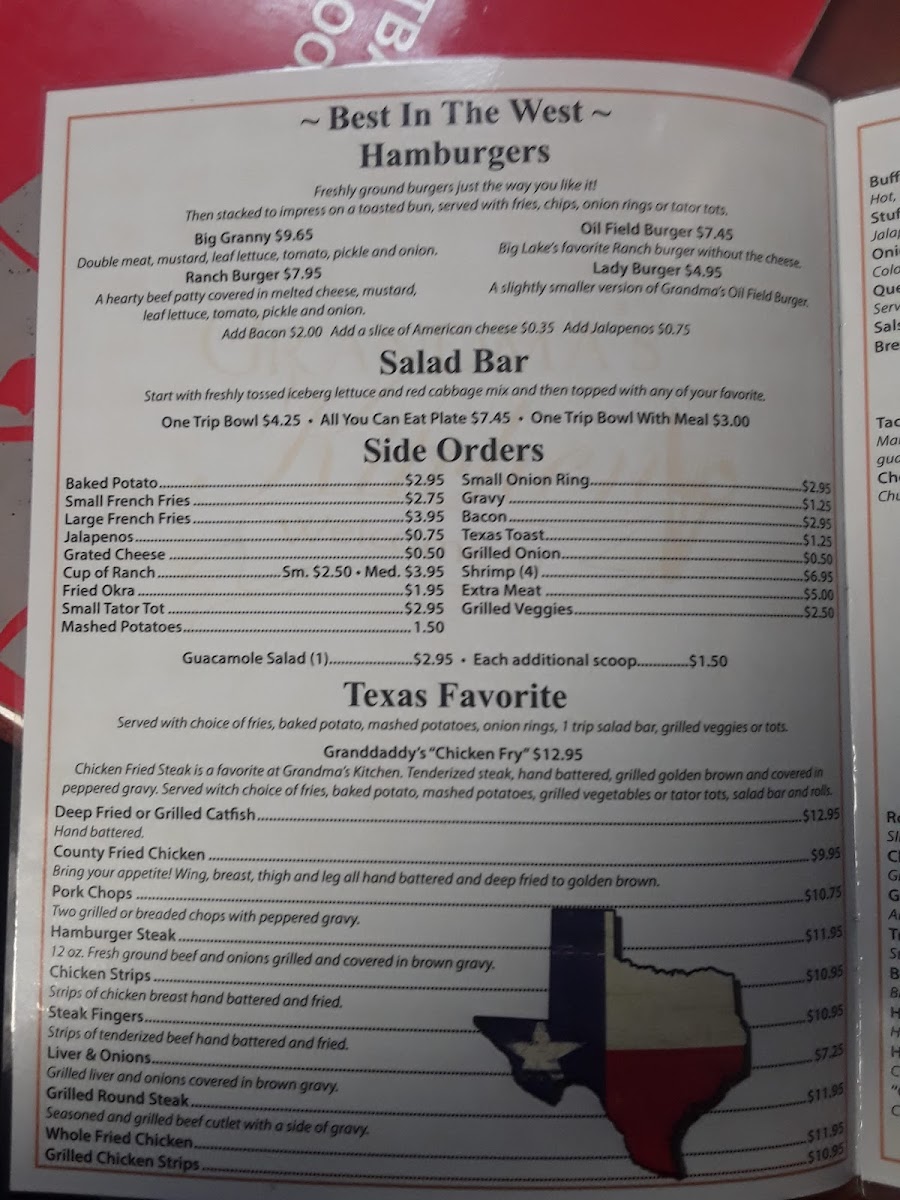 ~ Best In The West ~
Hamburgers
Freshly ground burgers just the way you like it!
Then stacked to impress on a toasted bun, served with fries, chips, onion rings or tator tots.
Big Granny $9.65
Double meat, mustard, leaf lettuce, tomato, pickle and onion.
Ranch Burger $7.95
A hearty beef patty covered in melted cheese, mustard,
leaf lettuce, tomato, pickle and onion.
Oil Field Burger $7.45
Big Lake's favorite Ranch burger without the cheese.
Lady Burger $4.95
A slightly smaller version of Grandma's Oil Field Burger.
Add Bacon $2.00 Add a slice of American cheese $0.35 Add Jalapenos $0.75
Salad Bar
Start with freshly tossed iceberg lettuce and red cabbage mix and then topped with any of your favorite.
One Trip Bowl $4.25 • All You Can Eat Plate $7.45 • One Trip Bowl With Meal $3.00
Side Orders
Baked Potato $2.95
Small French Fries $2.75
Large French Fries $3.95
Jalapenos $0.75
Grated Cheese $0.50
Cup of Ranch Sm. $2.50 • Med. $3.95
Fried Okra $1.95
Small Tator Tot $2.95
Mashed Potatoes 1.50
Small Onion Ring $2.95
Gravy $1.25
Bacon $2.95
Texas Toast $1.25
Grilled Onion $0.50
Shrimp (4) $6.95
Extra Meat $5.00
Grilled Veggies $2.50
Guacamole Salad (1) $2.95 • Each additional scoop $1.50
Texas Favorite
Served with choice of fries, baked potato, mashed potatoes, onion rings, 1 trip salad bar, grilled veggies or tots.
Granddaddy's "Chicken Fry" $12.95
Chicken Fried Steak is a favorite at Grandma's Kitchen. Tenderized steak, hand battered, grilled golden brown and covered in
peppered gravy. Served witch choice of fries, baked potato, mashed potatoes, grilled vegetables or tator tots, salad bar and rolls.
Deep Fried or Grilled Catfish $12.95
Hand battered.
County Fried Chicken $9.95
Bring your appetite! Wing, breast, thigh and leg all hand battered and deep fried to golden brown.
Pork Chops $10.75
Two grilled or breaded chops with peppered gravy.
Hamburger Steak $11.95
12 oz. Fresh ground beef and onions grilled and covered in brown gravy.
Chicken Strips $10.95
Strips of chicken breast hand battered and fried.
Steak Fingers $10.95
Strips of tenderized beef hand battered and fried.
Liver & Onions $7.25
Grilled liver and onions covered in brown gravy.
Grilled Round Steak $11.95
Seasoned and grilled beef cutlet with a side of gravy.
Whole Fried Chicken $11.95
Grilled Chicken Strips $10.95